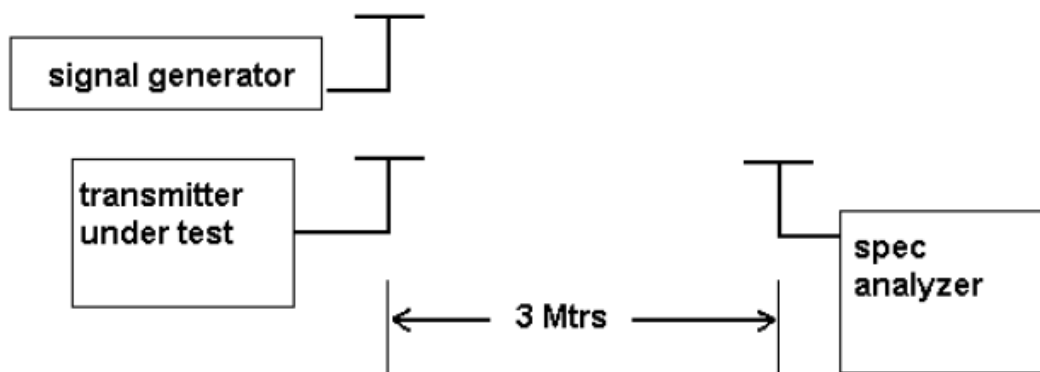 signal generator
transmitter
under test
spec
analyzer
3 Mtrs